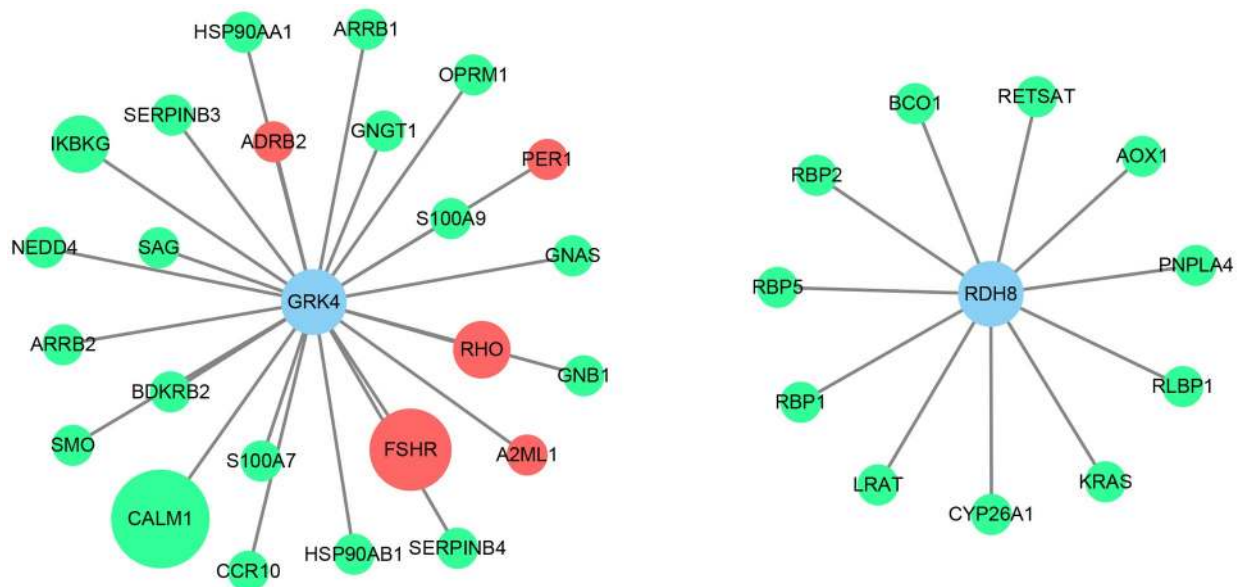 HSP90AA1
ARRB1
OPRM1
SERPINB3
GNGT1
IKBKG
ADRB2
PER1
S100A9
NEDD4
SAG
GNAS
GRK4
ARRB2
RHO
GNB1
BDKRB2
SMO
S100A7
FSHR
A2ML1
CALM1
CCR10
HSP90AB1
SERPINB4
BCO1
RETSAT
AOX1
RBP2
PNPLA4
RBP5
RDH8
RBP1
RLBP1
LRAT
KRAS
CYP26A1